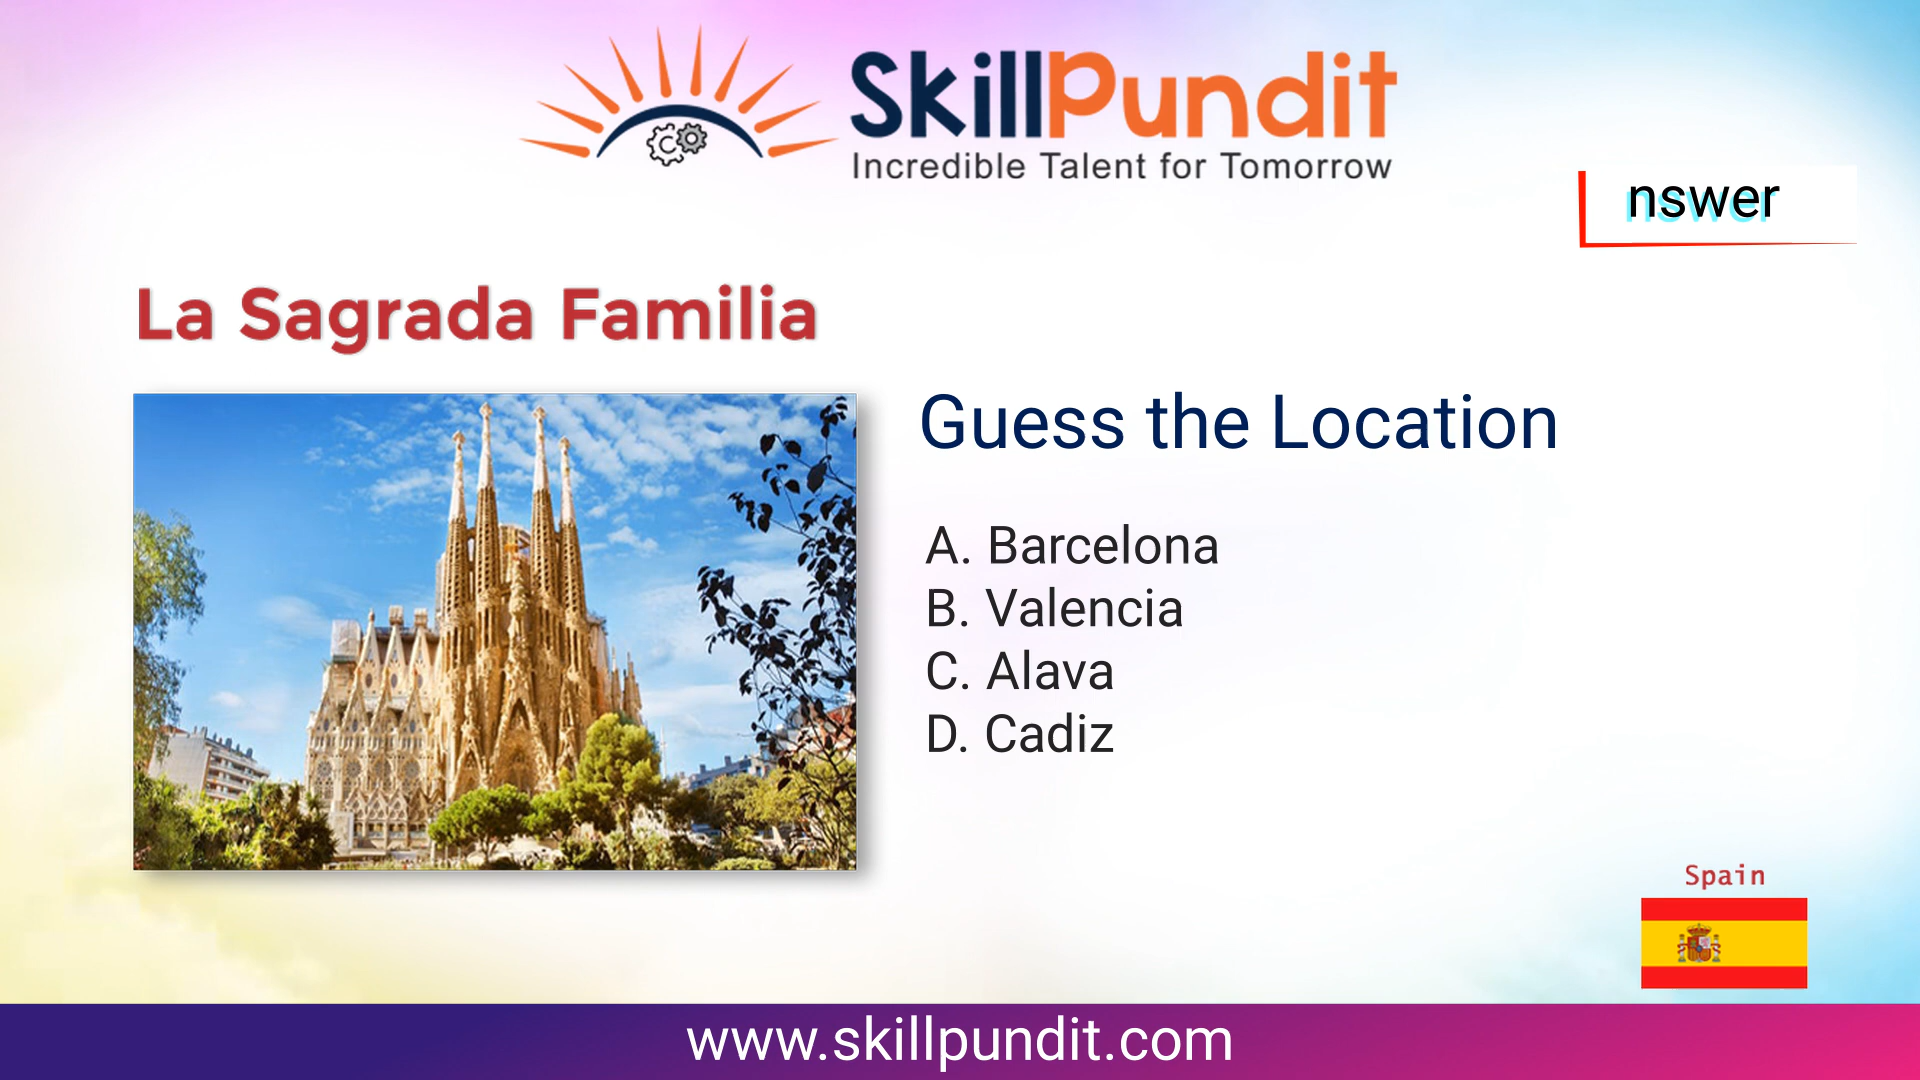 SkillPundit
Incredible Talent for Tomorrow
nswer
La Sagrada Familia
Guess the Location
A. Barcelona
B. Valencia
C. Alava
D. Cadiz
Spain
www.skillpundit.com